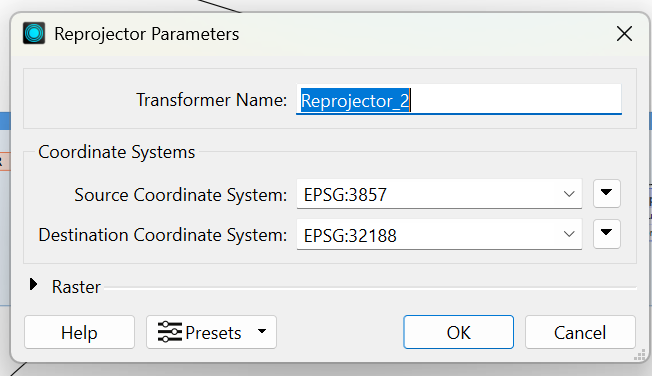 Reprojector Parameters
Transformer Name: Reprojector_2
Coordinate Systems
Source Coordinate System: EPSG:3857
Destination Coordinate System: EPSG:32188
Raster
Help Presets OK Cancel